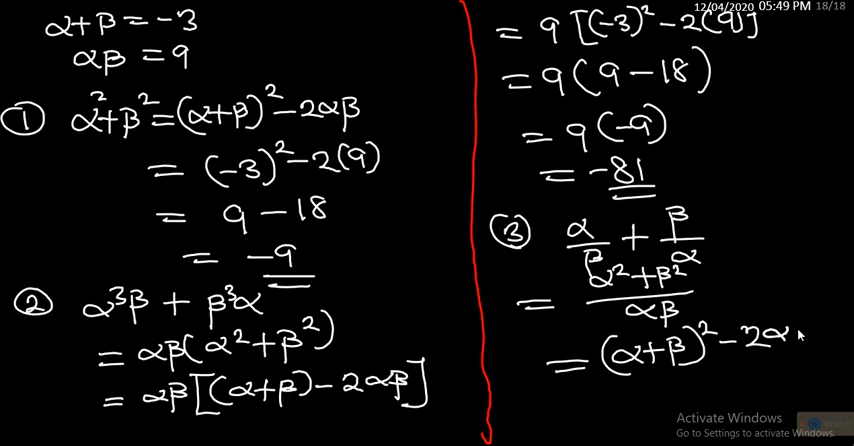 α+β = -3
αβ = 9
① α²+β² = (α+β)² - 2αβ
= (-3)² - 2(9)
= 9 - 18
= -9
② α³β + β³α
= αβ(α² + β²)
= αβ[(α+β) - 2αβ]
12/04/2020 05:49 PM 18/18
= 9[(-3)² - 2(9)]
= 9(9 - 18)
= 9(-9)
= -81
③ α/β + β/α
= α²+β²/αβ
= (α+β)² - 2α
Activate Windows
Go to Settings to activate Windows.